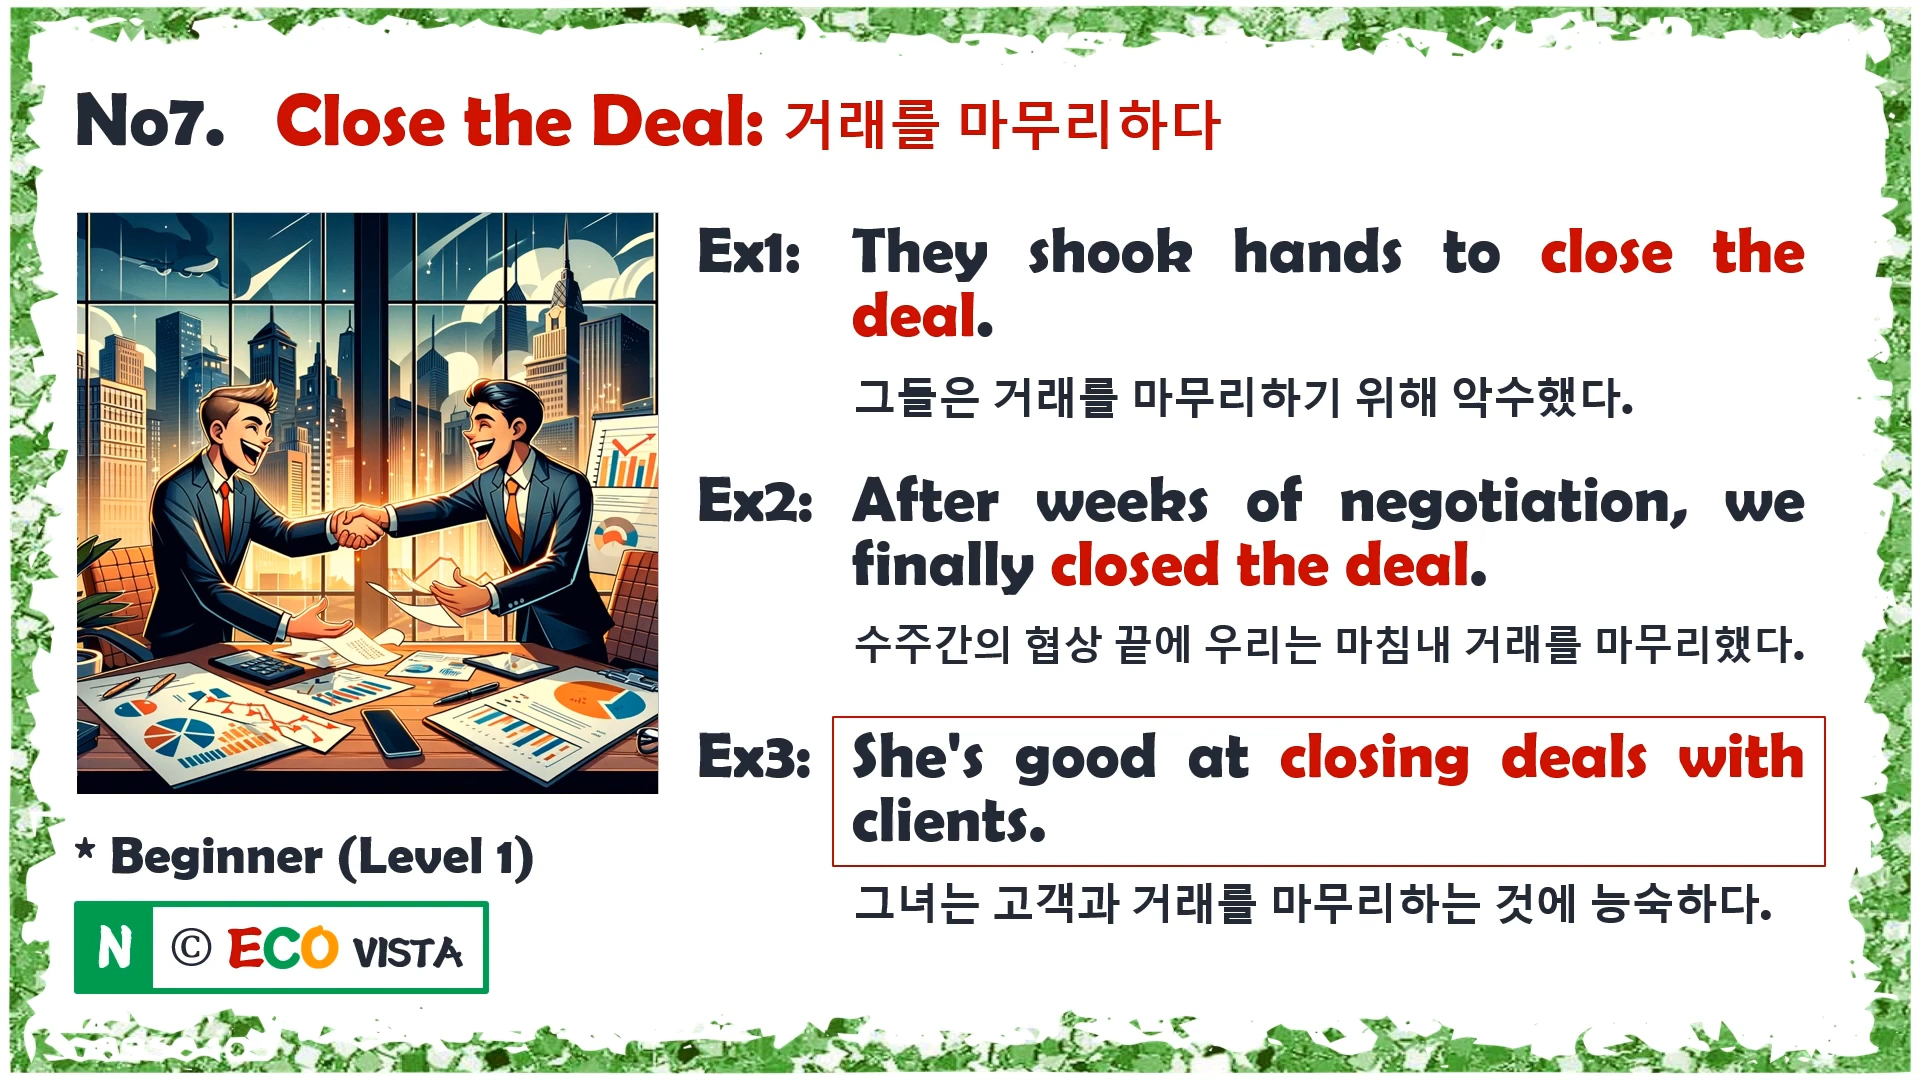 No7. Close the Deal: 거래를 마무리하다
Ex1: They shook hands to close the
deal.
그들은 거래를 마무리하기 위해 악수했다.
Ex2: After weeks of negotiation, we
finally closed the deal.
수주간의 협상 끝에 우리는 마침내 거래를 마무리했다.
Ex3: She's good at closing deals with
clients.
그녀는 고객과 거래를 마무리하는 것에 능숙하다.
* Beginner (Level 1)
N © ECO VISTA